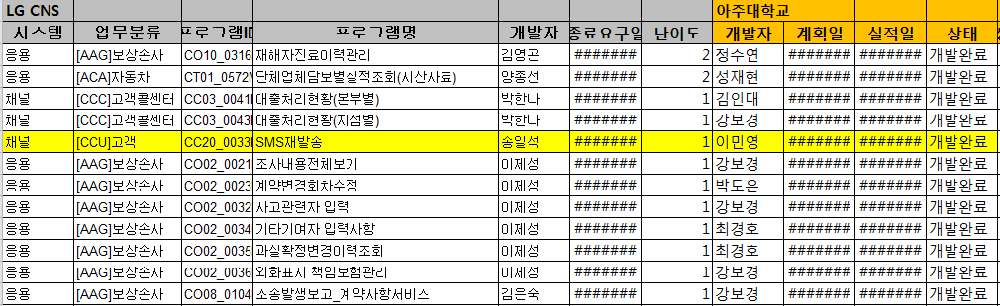 LG CNS 아주대학교
시스템 업무분류 프로그램ID 프로그램명 개발자 종료요구일 난이도 개발자 계획일 실적일 상태
응용 [AAG]보상손사 CO10_0316 재해자진료이력관리 김영곤 ####### 2 정수연 ####### ####### 개발완료
응용 [ACA]자동차 CT01_0572M 단체업체담보별실적조회(시산사료) 양종선 ####### 2 성재현 ####### ####### 개발완료
채널 [CCC]고객콜센터 CC03_0041M 대출처리현황(본부별) 박한나 ####### 1 김인대 ####### ####### 개발완료
채널 [CCC]고객콜센터 CC03_0043M 대출처리현황(지점별) 박한나 ####### 1 강보경 ####### ####### 개발완료
채널 [CCU]고객 CC20_0033 SMS재발송 송일석 ####### 1 이민영 ####### ####### 개발완료
응용 [AAG]보상손사 CO02_0021 조사내용전체보기 이제성 ####### 1 강보경 ####### ####### 개발완료
응용 [AAG]보상손사 CO02_0023 계약변경회차수정 이제성 ####### 1 박도은 ####### ####### 개발완료
응용 [AAG]보상손사 CO02_0032 사고관련자 입력 이제성 ####### 1 강보경 ####### ####### 개발완료
응용 [AAG]보상손사 CO02_0034 기타기여자 입력사항 이제성 ####### 1 최경호 ####### ####### 개발완료
응용 [AAG]보상손사 CO02_0035 과실확정변경이력조회 이제성 ####### 1 최경호 ####### ####### 개발완료
응용 [AAG]보상손사 CO02_0036 외화표시 책임보험관리 이제성 ####### 1 강보경 ####### ####### 개발완료
응용 [AAG]보상손사 CO08_0104 소송발생보고_계약사항서비스 김은숙 ####### 1 강보경 ####### ####### 개발완료